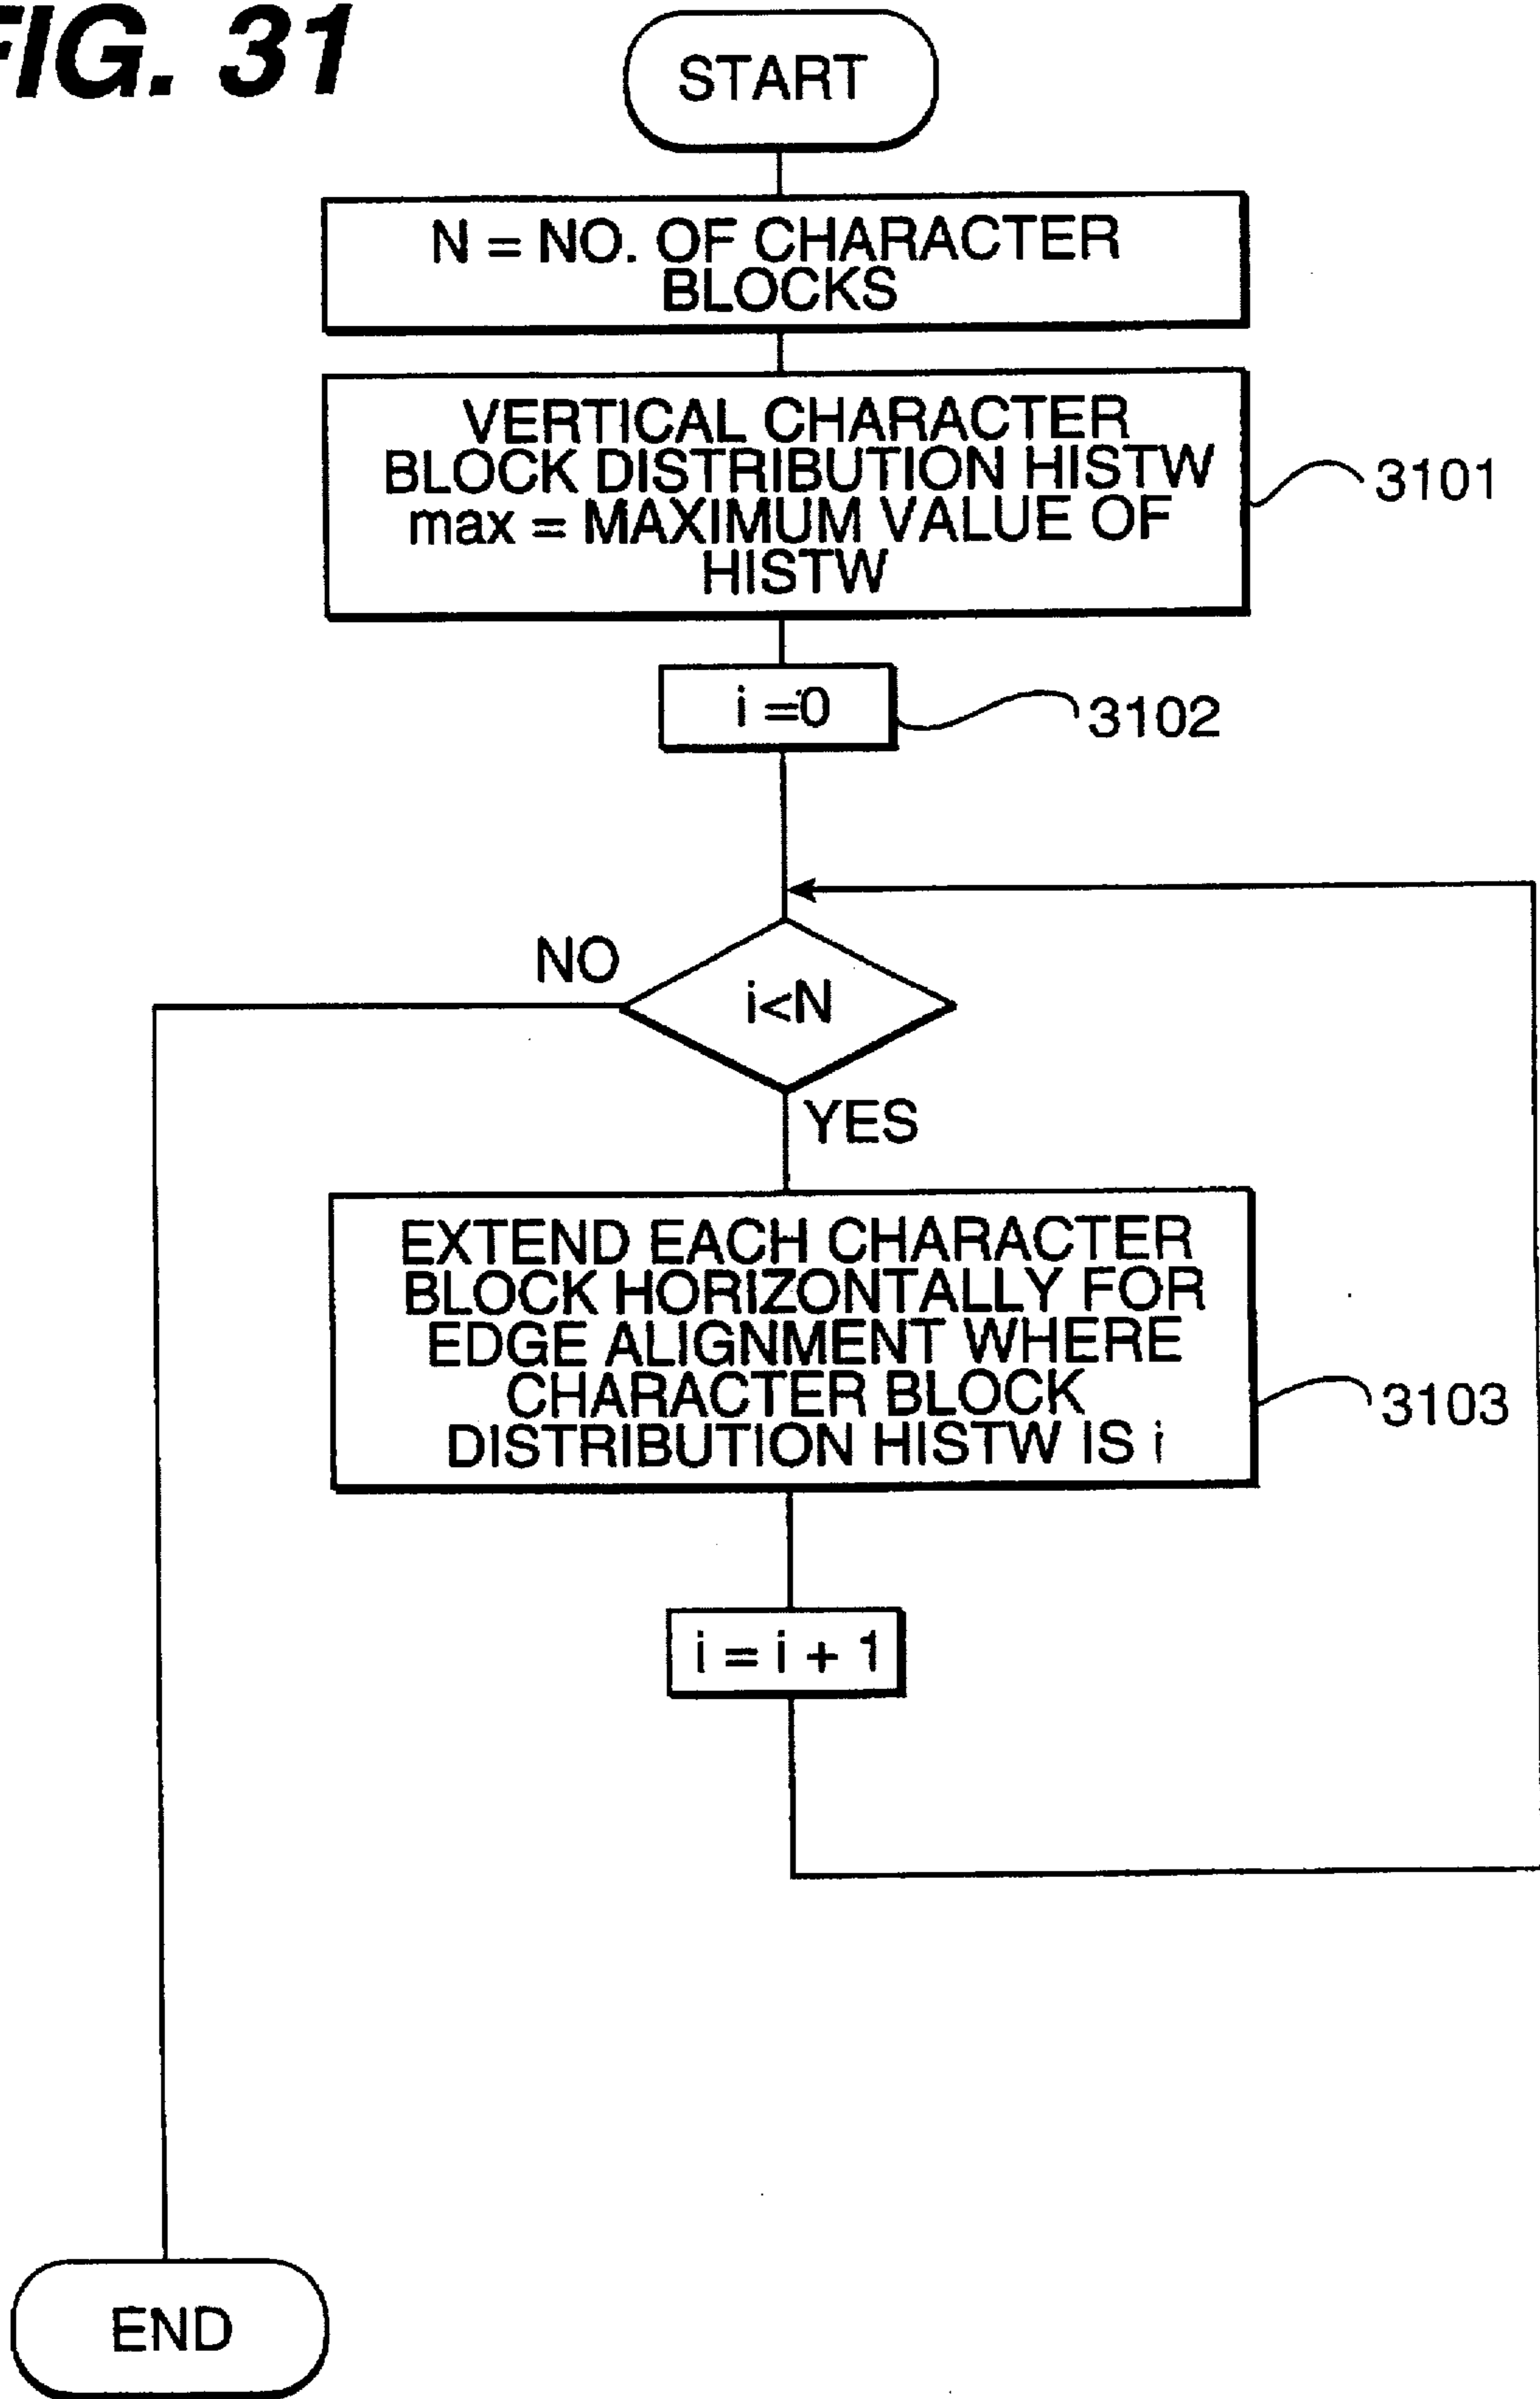 FIG. 31
START
N = NO. OF CHARACTER
BLOCKS
VERTICAL CHARACTER
BLOCK DISTRIBUTION HISTW
max = MAXIMUM VALUE OF
HISTW
3101
i =0
3102
NO
i<N
YES
EXTEND EACH CHARACTER
BLOCK HORIZONTALLY FOR
EDGE ALIGNMENT WHERE
CHARACTER BLOCK
DISTRIBUTION HISTW IS i
3103
i = i + 1
END